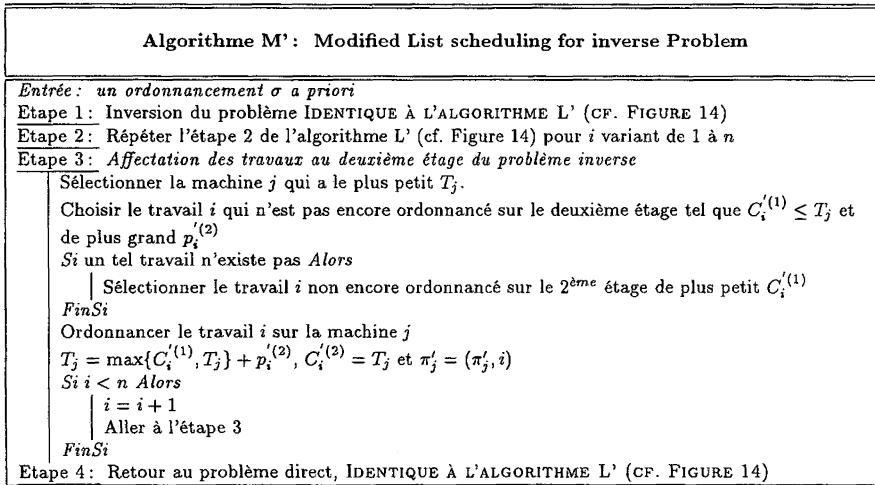 Algorithme M' : Modified List scheduling for inverse Problem
Entrée : un ordonnancement σ a priori
Etape 1 : Inversion du problème IDENTIQUE À L'ALGORITHME L' (CF. FIGURE 14)
Etape 2 : Répéter l'étape 2 de l'algorithme L' (cf. Figure 14) pour i variant de 1 à n
Etape 3 : Affectation des travaux au deuxième étage du problème inverse
Sélectionner la machine j qui a le plus petit T_j.
Choisir le travail i qui n'est pas encore ordonnancé sur le deuxième étage tel que C_i'^(1) ≤ T_j et
de plus grand p_i'^(2)
Si un tel travail n'existe pas Alors
Sélectionner le travail i non encore ordonnancé sur le 2^ème étage de plus petit C_i'^(1)
FinSi
Ordonnancer le travail i sur la machine j
T_j = max{C_i'^(1), T_j} + p_i'^(2), C_i'^(2) = T_j et π'_j = (π'_j, i)
Si i < n Alors
i = i + 1
Aller à l'étape 3
FinSi
Etape 4 : Retour au problème direct, IDENTIQUE À L'ALGORITHME L' (CF. FIGURE 14)